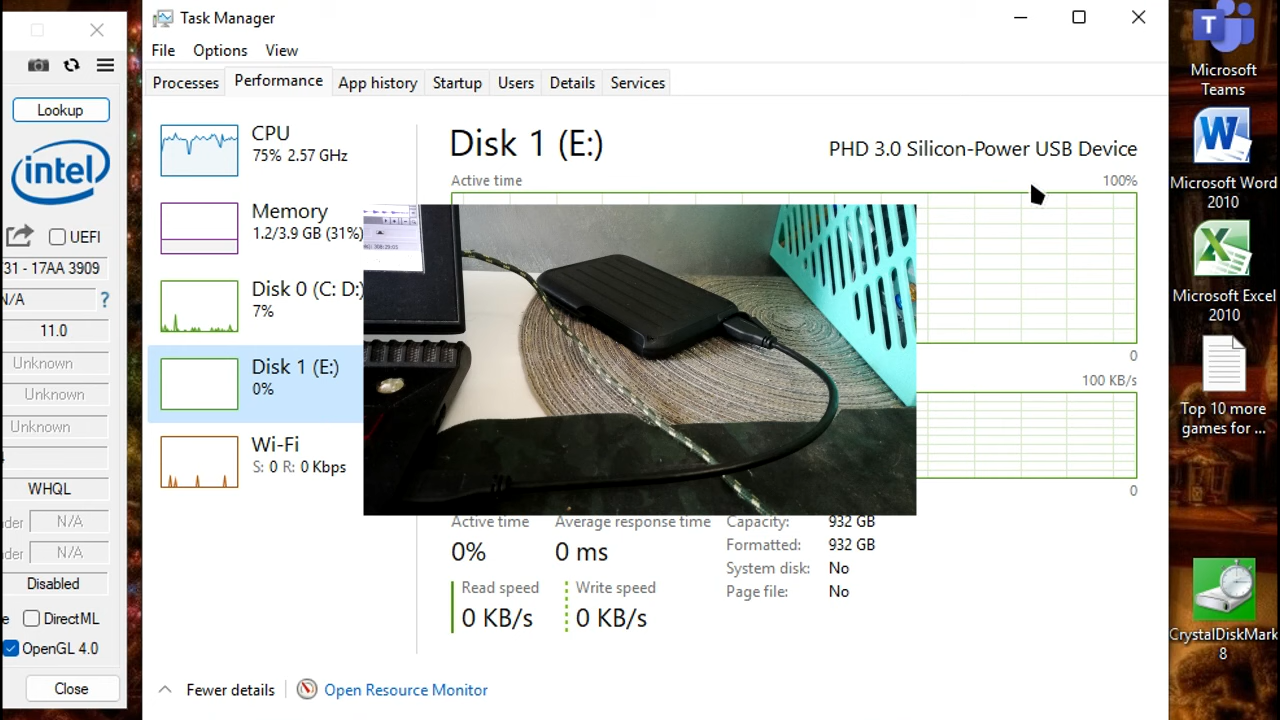 Task Manager
File Options View
Processes Performance App history Startup Users Details Services
Lookup
intel
UEFI
731 - 17AA 3909
N/A ?
11.0
Unknown
Unknown
Unknown
WHQL
N/A
N/A
Disabled
DirectML
OpenGL 4.0
Close
CPU
75% 2.57 GHz
Memory
1.2/3.9 GB (31%)
Disk 0 (C: D:)
7%
Disk 1 (E:)
0%
Wi-Fi
S: 0 R: 0 Kbps
Disk 1 (E:)
PHD 3.0 Silicon-Power USB Device
Active time 100%
0
100 KB/s
0
Active time
0%
Average response time
0 ms
Read speed
0 KB/s
Write speed
0 KB/s
Capacity: 932 GB
Formatted: 932 GB
System disk: No
Page file: No
Fewer details
Open Resource Monitor
T
Microsoft
Teams
W
Microsoft Word
2010
X
Microsoft Excel
2010
Top 10 more
games for ...
CrystalDiskMark
8